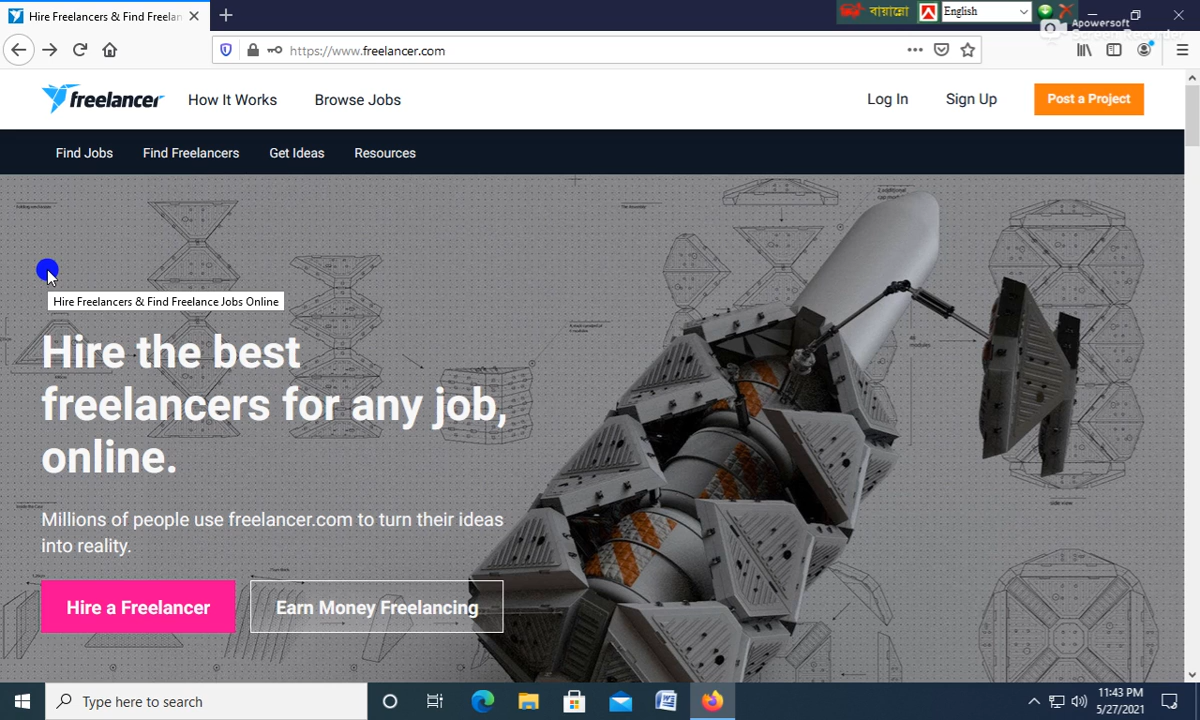 Hire Freelancers & Find Freelan
বায়ান্নো
English
Apowersoft
Screen Recorder
https://www.freelancer.com
freelancer
How It Works
Browse Jobs
Log In
Sign Up
Post a Project
Find Jobs
Find Freelancers
Get Ideas
Resources
Hire Freelancers & Find Freelance Jobs Online
Hire the best
freelancers for any job,
online.
Millions of people use freelancer.com to turn their ideas
into reality.
Hire a Freelancer
Earn Money Freelancing
Type here to search
11:43 PM
5/27/2021